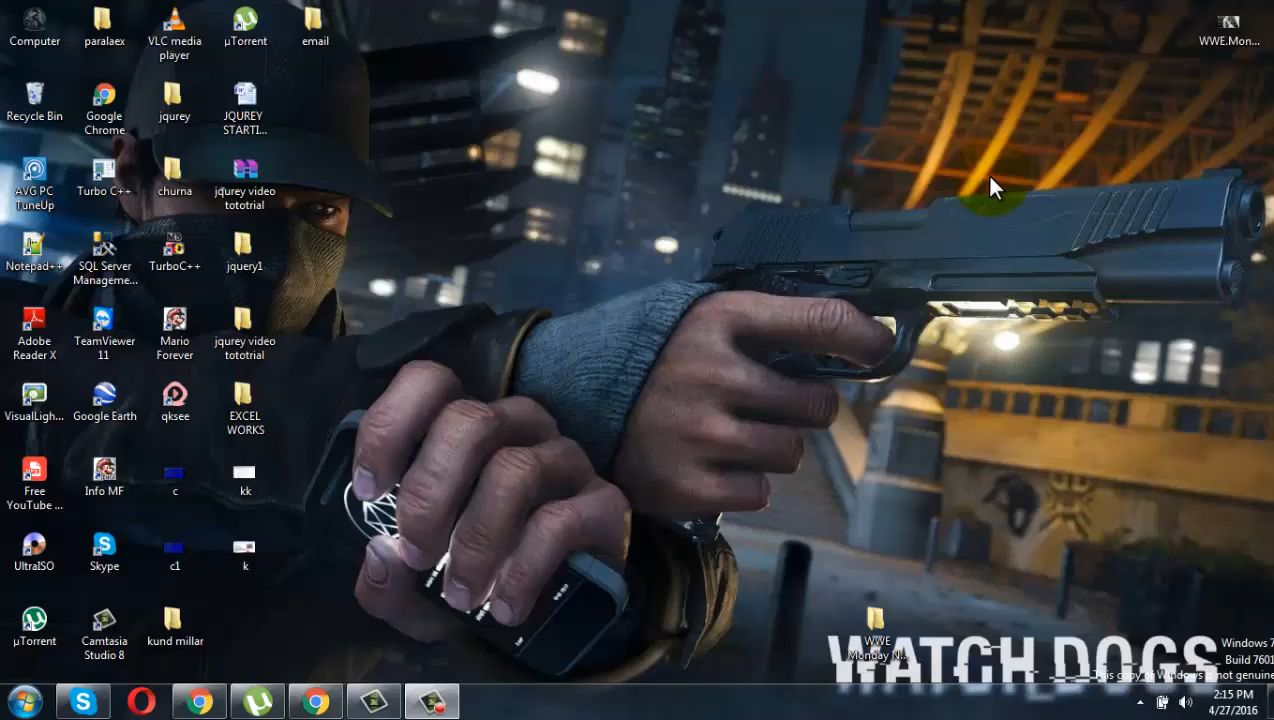 Computer
paralaex
VLC media
player
µTorrent
email
WWE.Mon...
Recycle Bin
Google
Chrome
jqurey
JQUREY
STARTI...
AVG PC
TuneUp
Turbo C++
churna
jqurey video
tototrial
Notepad++
SQL Server
Manageme...
TurboC++
jquery1
Adobe
Reader X
TeamViewer
11
Mario
Forever
jqurey video
tototrial
VisualLigh...
Google Earth
qksee
EXCEL
WORKS
Free
YouTube ...
Info MF
c
kk
UltraISO
Skype
c1
k
µTorrent
Camtasia
Studio 8
kund millar
WWE
Monday N...
WATCH DOGS
Windows 7
Build 7601
This copy of Windows is not genuine
2:15 PM
4/27/2016